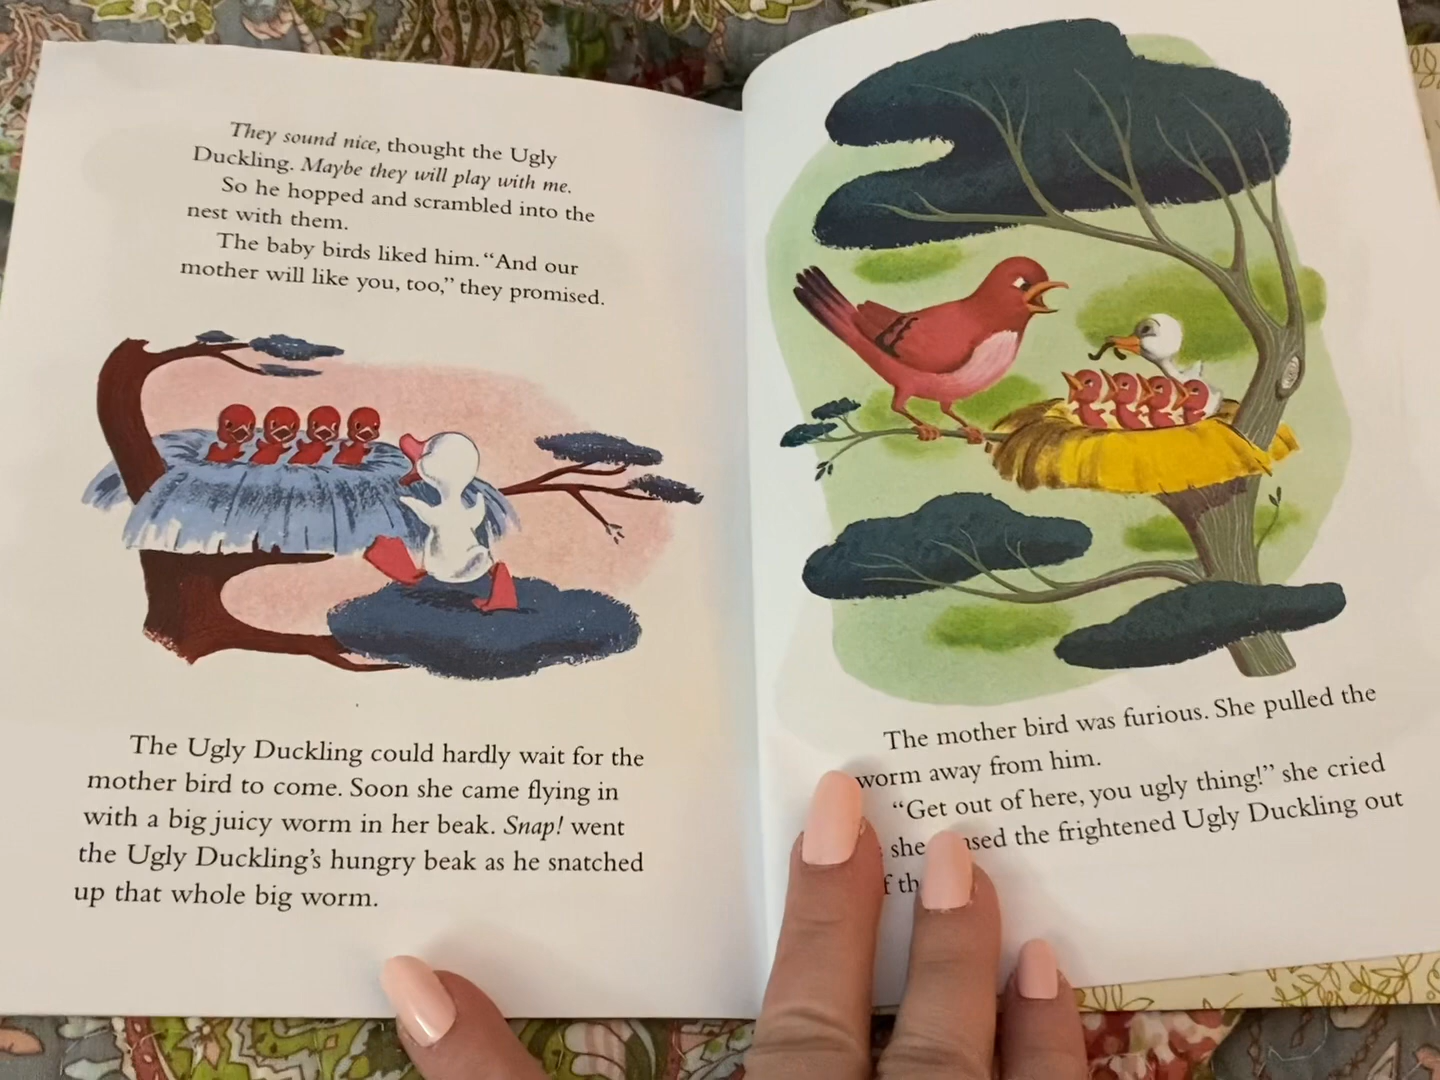 They sound nice, thought the Ugly
Duckling. Maybe they will play with me.
So he hopped and scrambled into the
nest with them.
The baby birds liked him. “And our
mother will like you, too,” they promised.
The Ugly Duckling could hardly wait for the
mother bird to come. Soon she came flying in
with a big juicy worm in her beak. Snap! went
the Ugly Duckling’s hungry beak as he snatched
up that whole big worm.
The mother bird was furious. She pulled the
worm away from him.
“Get out of here, you ugly thing!” she cried
she the frightened Ugly Duckling out